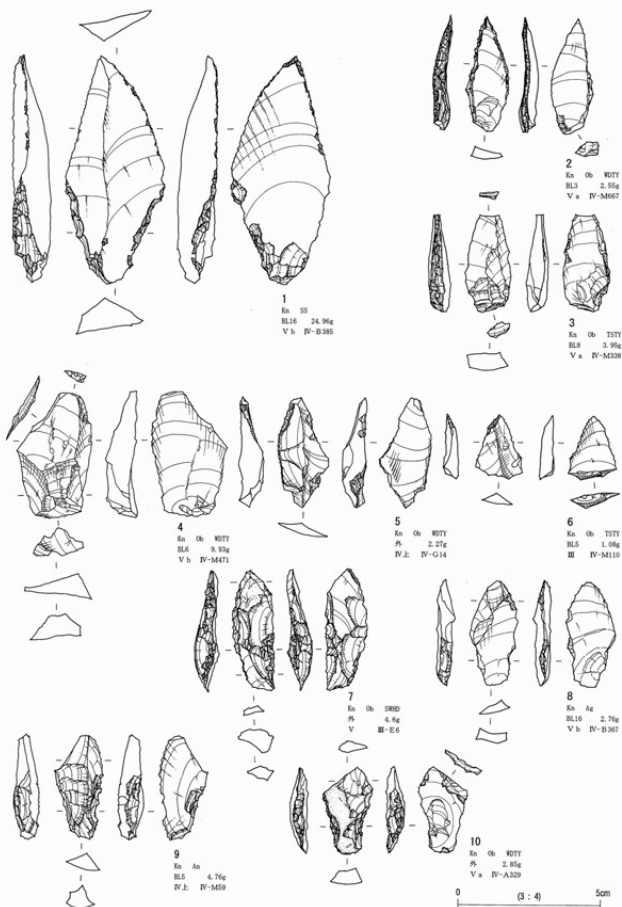 1
Kn SS
BL16 24.96g
Ⅴb Ⅳ-B385
2
Kn Ob WDTY
BL3 2.55g
Ⅴa Ⅳ-M667
3
Kn Ob TSTY
BL8 3.95g
Ⅴa Ⅳ-M338
4
Kn Ob WDTY
BL6 9.93g
Ⅴb Ⅳ-M471
5
Kn Ob WDTY
外 2.27g
Ⅳ上 Ⅳ-G14
6
Kn Ob TSTY
BL5 1.08g
Ⅲ Ⅳ-M110
7
Kn Ob SWHD
外 4.6g
Ⅴ Ⅲ-E6
8
Kn Ag
BL16 2.76g
Ⅴb Ⅳ-B367
9
Kn An
BL5 4.76g
Ⅳ上 Ⅳ-M59
10
Kn Ob WDTY
外 2.85g
Ⅴa Ⅳ-A329
0 (3:4) 5cm